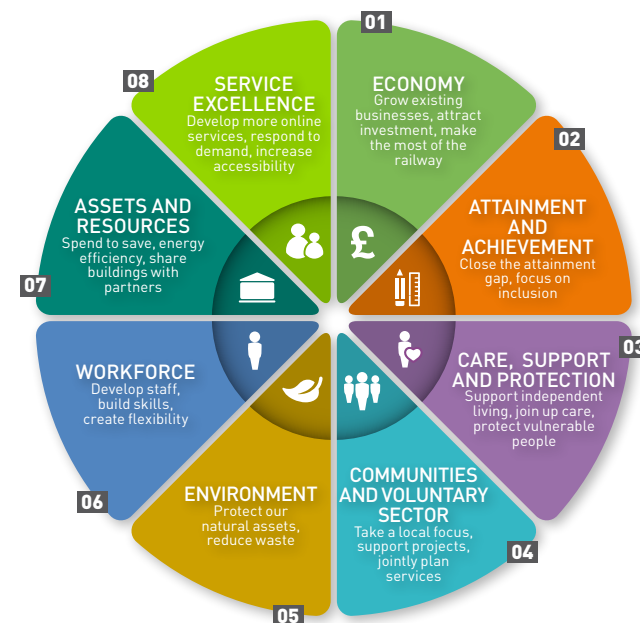 01
ECONOMY
Grow existing
businesses, attract
investment, make
the most of the
railway
£
02
ATTAINMENT
AND
ACHIEVEMENT
Close the attainment
gap, focus on
inclusion
03
CARE, SUPPORT
AND PROTECTION
Support independent
living, join up care,
protect vulnerable
people
04
COMMUNITIES
AND VOLUNTARY
SECTOR
Take a local focus,
support projects,
jointly plan
services
05
ENVIRONMENT
Protect our
natural assets,
reduce waste
06
WORKFORCE
Develop staff,
build skills,
create flexibility
07
ASSETS AND
RESOURCES
Spend to save, energy
efficiency, share
buildings with
partners
08
SERVICE
EXCELLENCE
Develop more online
services, respond to
demand, increase
accessibility